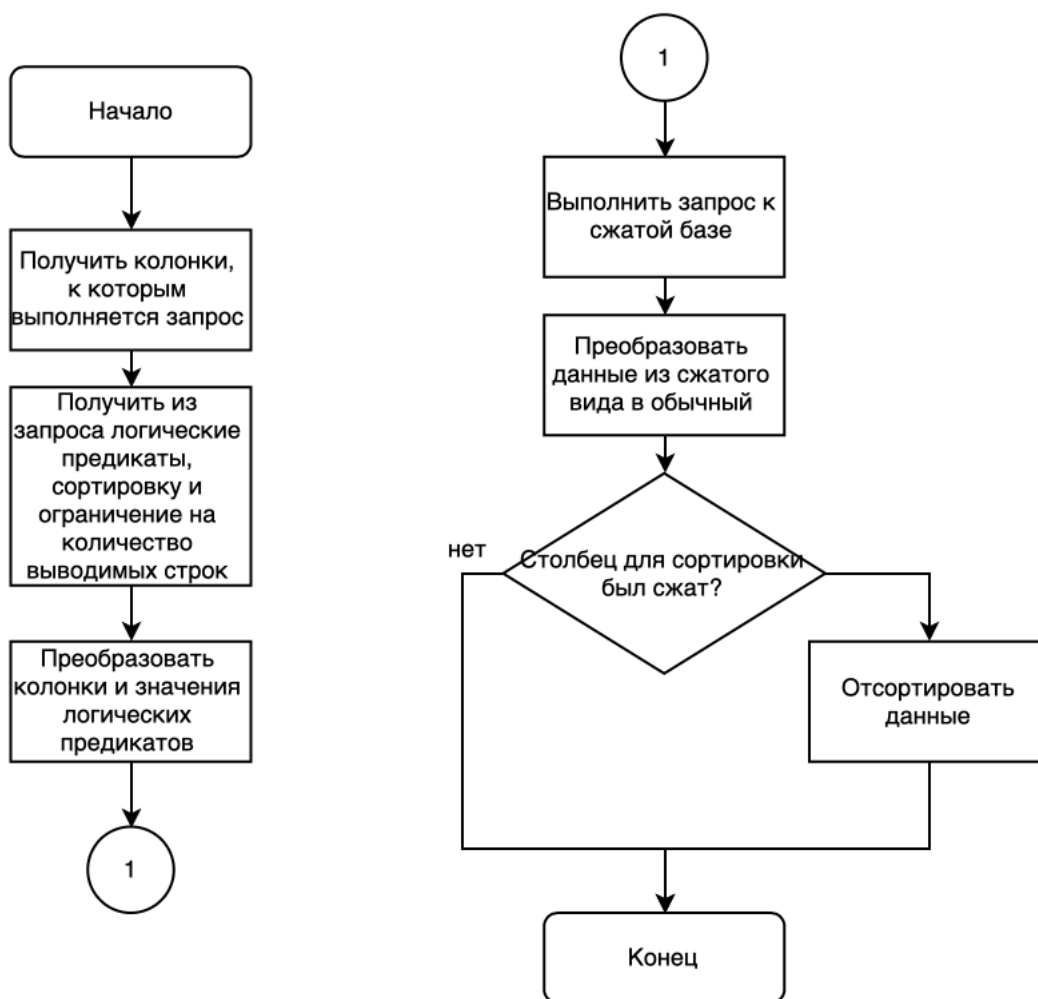 Начало
Получить колонки,
к которым
выполняется запрос
Получить из
запроса логические
предикаты,
сортировку и
ограничение на
количество
выводимых строк
Преобразовать
колонки и значения
логических
предикатов
1
1
Выполнить запрос к
сжатой базе
Преобразовать
данные из сжатого
вида в обычный
нет
Столбец для сортировки
был сжат?
Отсортировать
данные
Конец